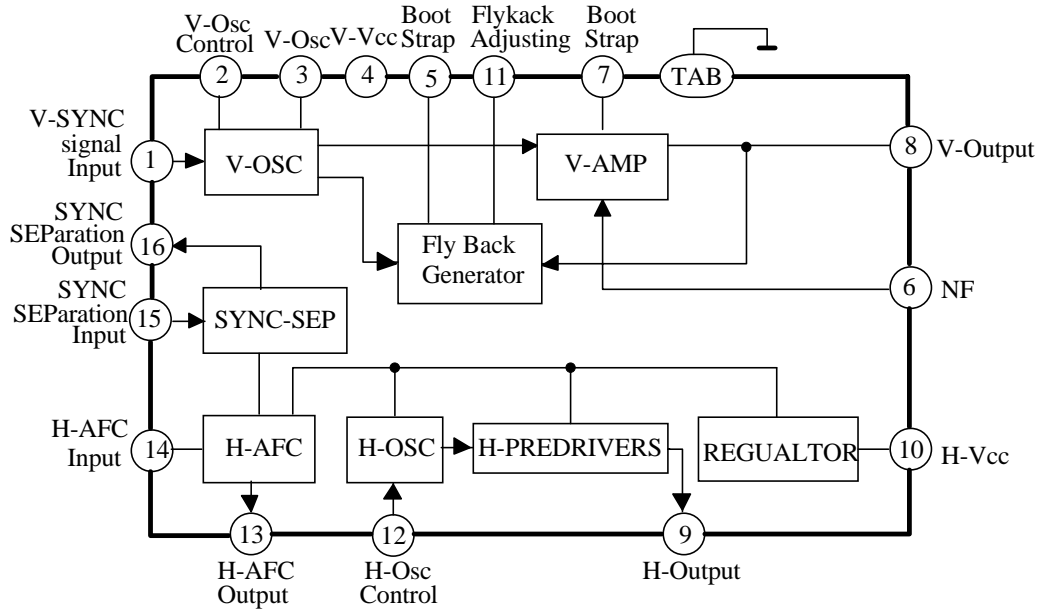 V-Osc
Control
V-Osc
V-Vcc
Boot
Strap
Flykack
Adjusting
Boot
Strap
2
3
4
5
11
7
TAB
V-SYNC
signal
Input
1
V-OSC
V-AMP
8
V-Output
SYNC
SEParation
Output
16
Fly Back
Generator
6
NF
SYNC
SEParation
Input
15
SYNC-SEP
H-AFC
Input
14
H-AFC
H-OSC
H-PREDRIVERS
REGUALTOR
10
H-Vcc
13
12
9
H-AFC
Output
H-Osc
Control
H-Output